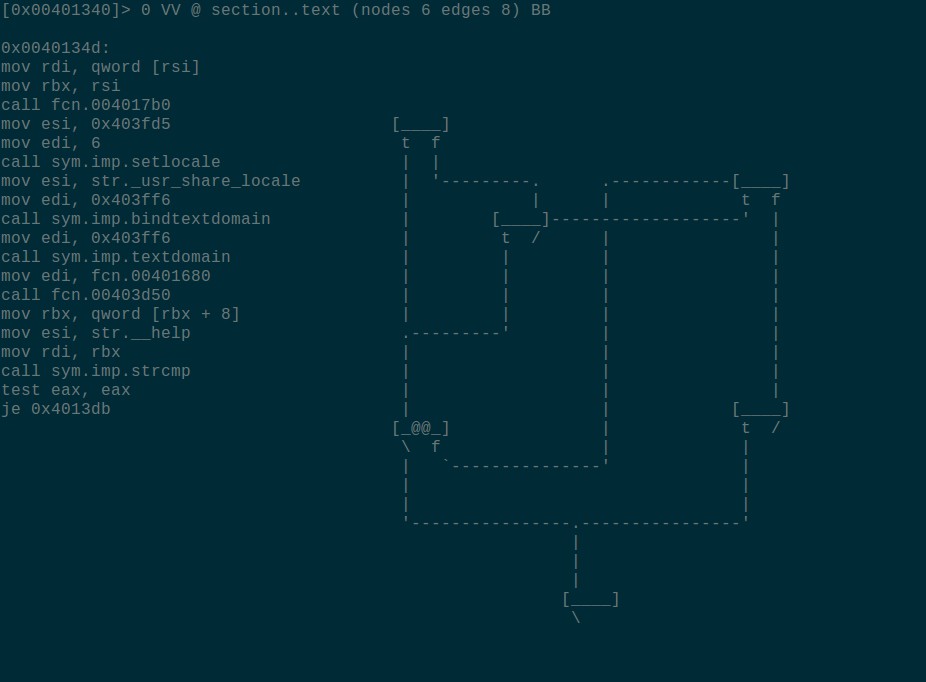 [0x00401340]> 0 VV @ section..text (nodes 6 edges 8) BB
0x0040134d:
mov rdi, qword [rsi]
mov rbx, rsi
call fcn.004017b0
mov esi, 0x403fd5                      [____]
mov edi, 6                              t  f
call sym.imp.setlocale                  |  |
mov esi, str._usr_share_locale          |  '---------.      .------------[____]
mov edi, 0x403ff6                       |            |      |             t  f
call sym.imp.bindtextdomain             |        [____]-------------------'  |
mov edi, 0x403ff6                       |         t  /      |                |
call sym.imp.textdomain                 |         |         |                |
mov edi, fcn.00401680                   |         |         |                |
call fcn.00403d50                       |         |         |                |
mov rbx, qword [rbx + 8]                |         |         |                |
mov esi, str.__help                     .---------'         |                |
mov rdi, rbx                            |                   |                |
call sym.imp.strcmp                     |                   |                |
test eax, eax                           |                   |                |
je 0x4013db                             |                   |            [____]
                                       [_@@_]               |             t  /
                                        \  f                |             |
                                        |   `---------------'             |
                                        |                                 |
                                        |                                 |
                                        '----------------.----------------'
                                                         |
                                                         |
                                                         |
                                                        [____]
                                                         \